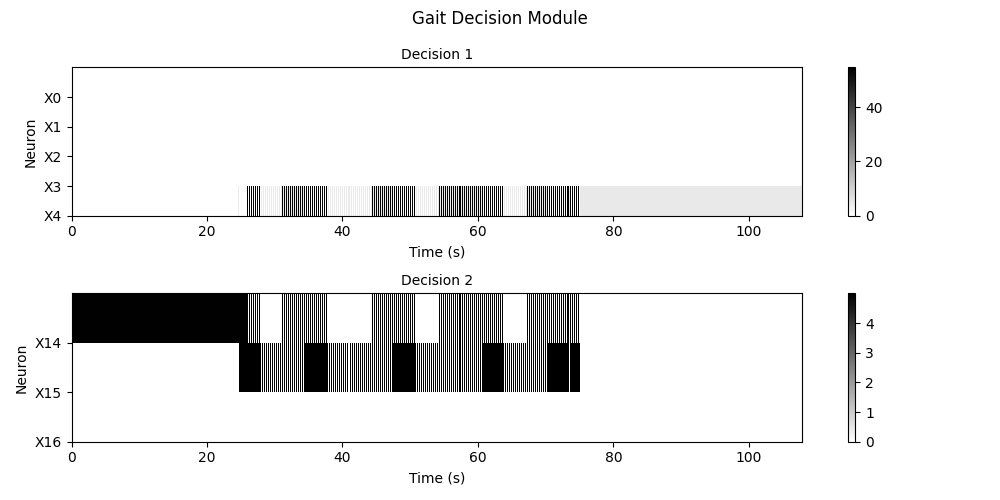 Gait Decision Module
Decision 1
Neuron
X0
X1
X2
X3
X4
0 20 40 60 80 100
Time (s)
40
20
0
Decision 2
Neuron
X14
X15
X16
0 20 40 60 80 100
Time (s)
4
3
2
1
0